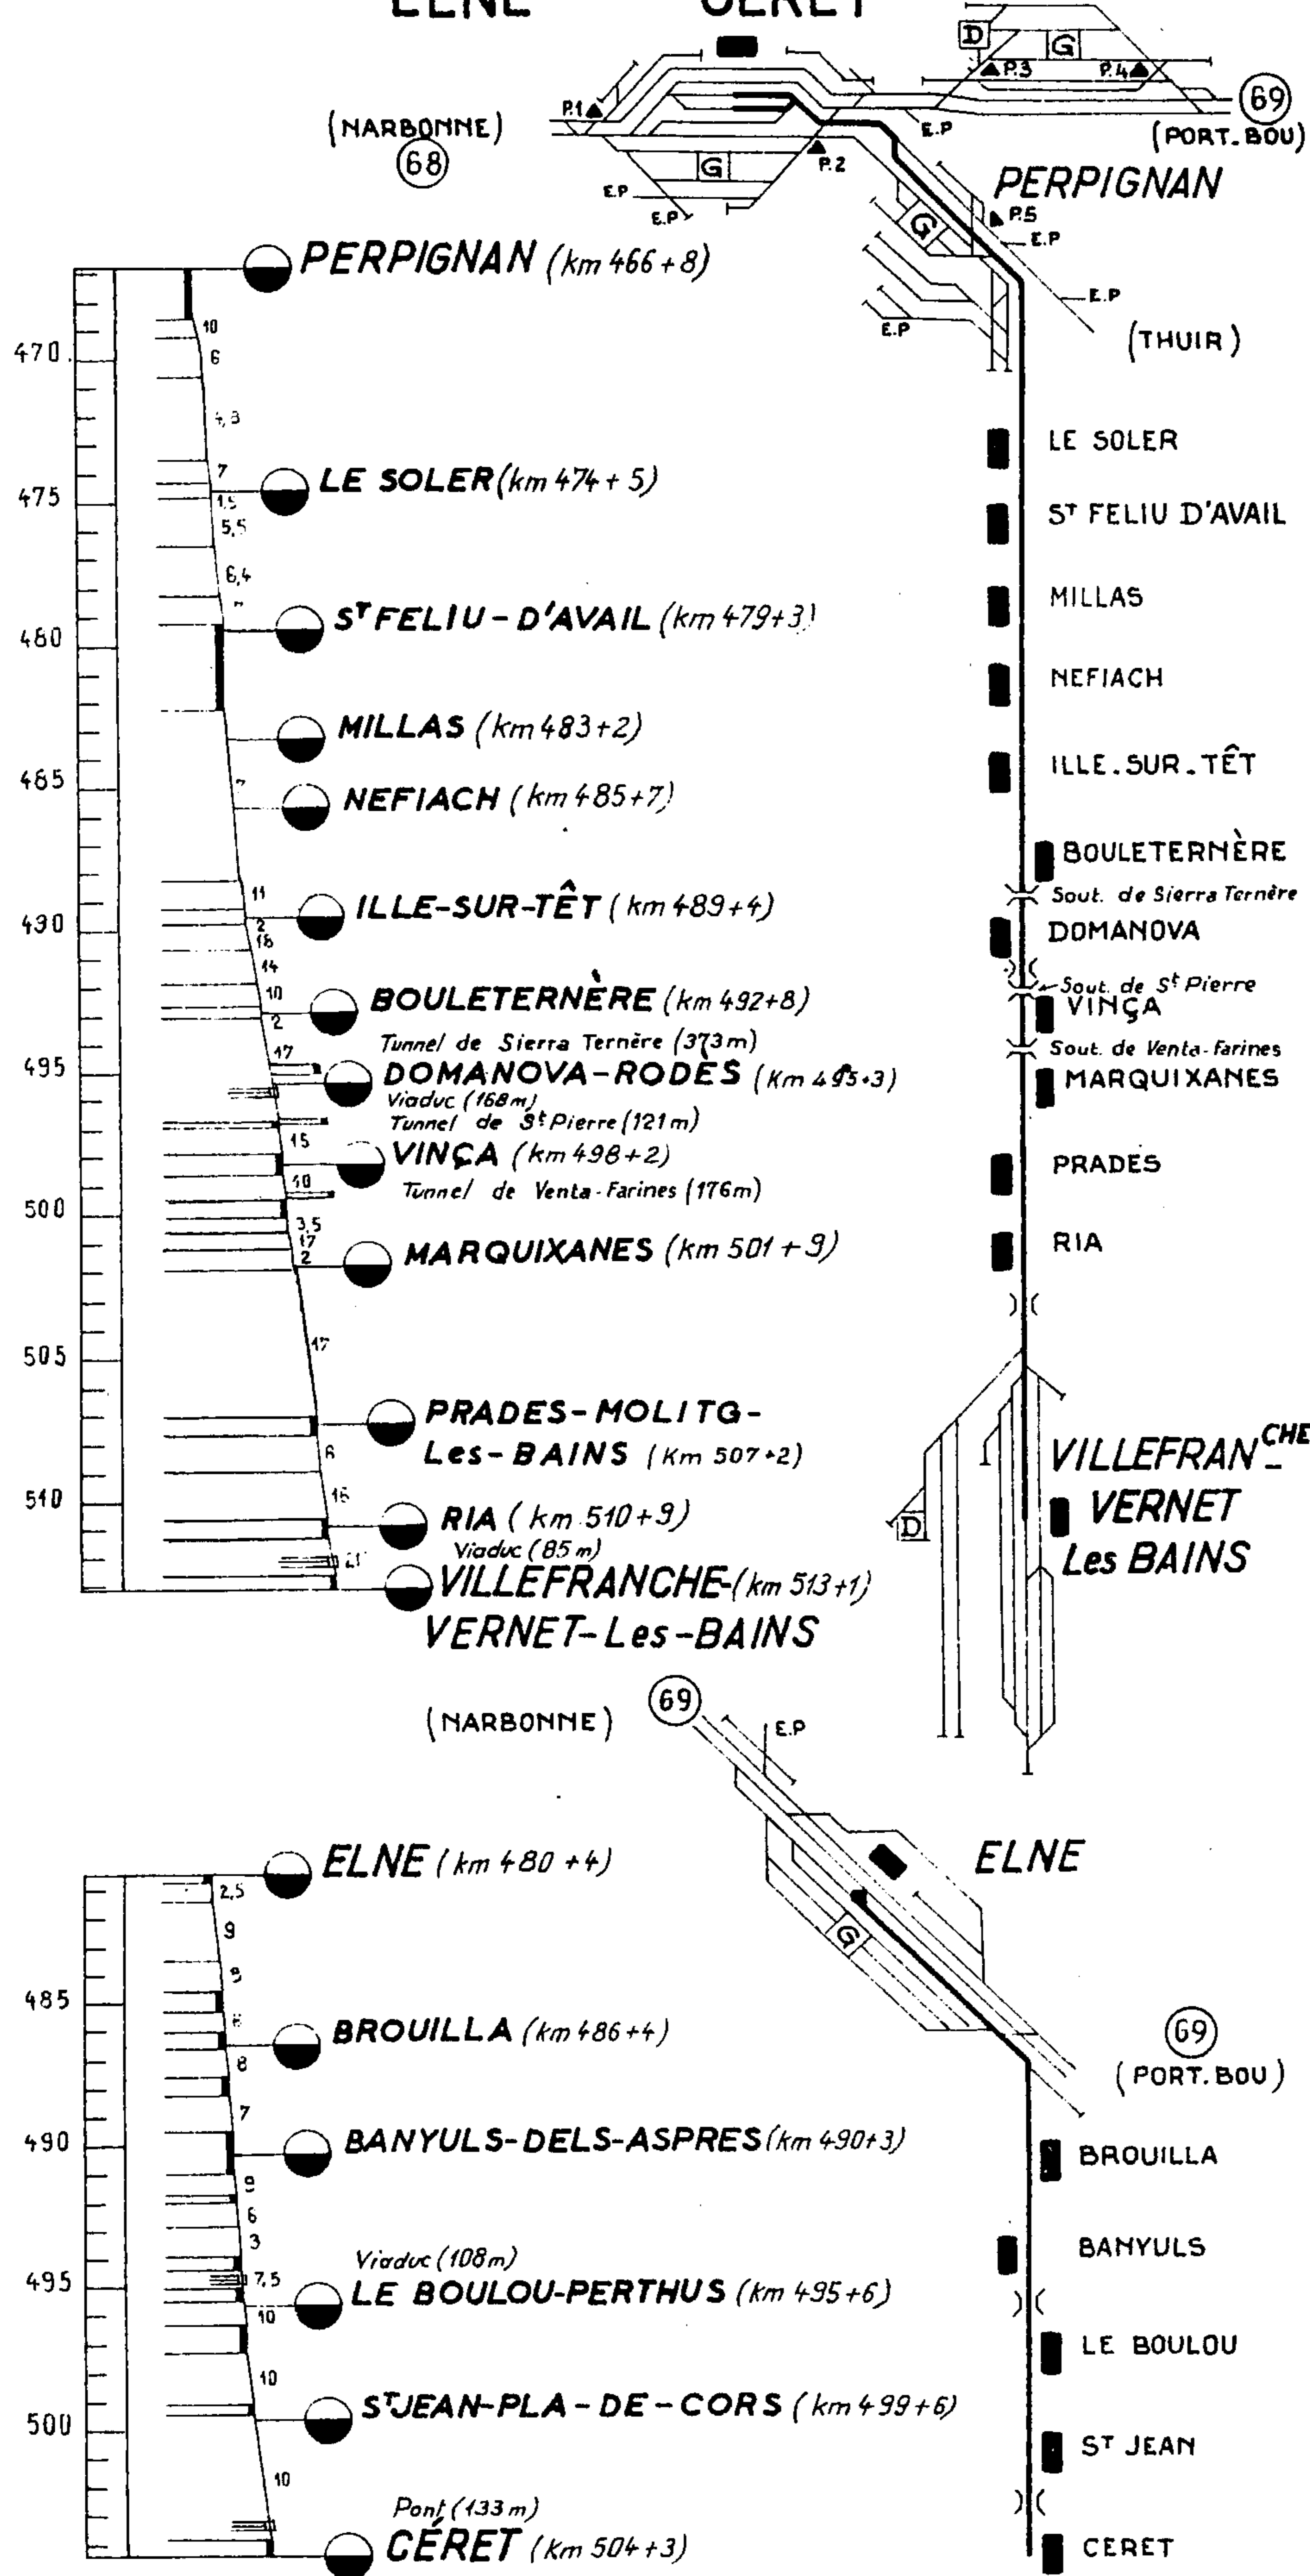 ELNE CÉRET
D
G
P.3
P.4
69
(PORT.BOU)
P.1
(NARBONNE)
68
E.P
P.2
G
E.P
E.P
PERPIGNAN
P.5
G
E.P
E.P
E.P
(THUIR)
PERPIGNAN (km 466+8)
10
470
6
4,8
LE SOLER
7
LE SOLER (km 474+5)
475
1,5
5,5
ST FELIU D'AVAIL
6,4
MILLAS
ST FELIU-D'AVAIL (km 479+3)
480
NEFIACH
MILLAS (km 483+2)
ILLE.SUR.TÊT
485
7
NEFIACH (km 485+7)
BOULETERNÈRE
11
Sout. de Sierra Ternère
ILLE-SUR-TÊT (km 489+4)
490
2
18
DOMANOVA
14
Sout. de St Pierre
10
BOULETERNÈRE (km 492+8)
VINÇA
2
Tunnel de Sierra Ternère (373m)
17
Sout. de Venta-Farines
495
DOMANOVA-RODÈS (Km 495+3)
MARQUIXANES
Viaduc (168m)
Tunnel de St Pierre (121m)
15
VINÇA (km 498+2)
PRADES
10
Tunnel de Venta-Farines (176m)
500
3,5
17
2
MARQUIXANES (km 501+9)
RIA
17
505
PRADES-MOLITG-
6
Les-BAINS (Km 507+2)
VILLEFRANCHE
510
16
VERNET
D
RIA (km 510+9)
Viaduc (85m)
21
Les BAINS
VILLEFRANCHE-(km 513+1)
VERNET-Les-BAINS
69
(NARBONNE)
E.P
ELNE (km 480+4)
ELNE
2,5
9
G
485
6
BROUILLA (km 486+4)
69
8
(PORT.BOU)
7
490
BANYULS-DELS-ASPRES (km 490+3)
BROUILLA
9
6
3
BANYULS
Viaduc (108m)
495
7,5
LE BOULOU-PERTHUS (km 495+6)
10
LE BOULOU
10
ST JEAN-PLA-DE-CORS (km 499+6)
500
ST JEAN
10
Pont (133m)
CÉRET (Km 504+3)
CERET